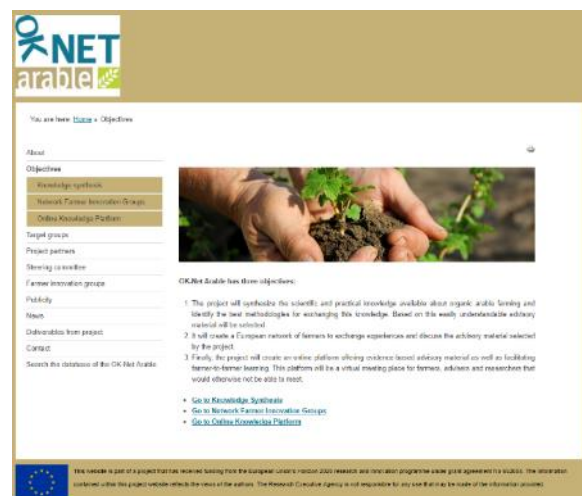 OK
NET
arable
You are here: Home » Objectives
About
Objectives
Knowledge synthesis
Network Farmer Innovation Groups
Online Knowledge Platform
Target groups
Project partners
Steering committee
Farmer innovation groups
Publicity
News
Deliverables from project
Contact
Search the database of the OK-Net Arable
OK-Net Arable has three objectives:
1. The project will synthesize the scientific and practical knowledge available about organic arable farming and
identify the best methodologies for exchanging this knowledge. Based on this easily understandable advisory
material will be selected.
2. It will create a European network of farmers to exchange experiences and discuss the advisory material selected
by the project.
3. Finally, the project will create an online platform offering evidence-based advisory material as well as facilitating
farmer-to-farmer learning. This platform will be a virtual meeting place for farmers, advisers and researchers that
would otherwise not be able to meet.
• Go to Knowledge Synthesis
• Go to Network Farmer Innovation Groups
• Go to Online Knowledge Platform
This website is part of a project that has received funding from the European Union's Horizon 2020 research and innovation programme under grant agreement The information
contained within this project website reflects the views of the authors. The Research Executive Agency is not responsible for any use that may be made of the information provided.